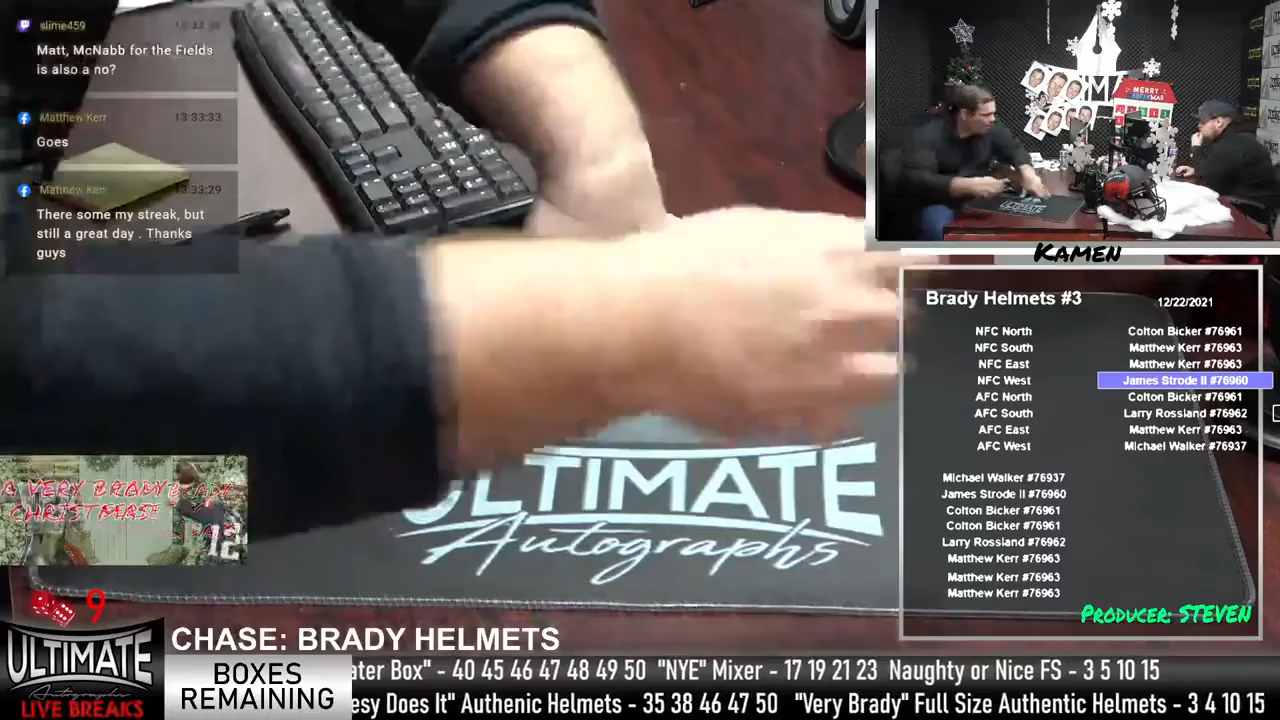 slime459
Matt, McNabb for the Fields
is also a no?
Matthew Kerr 13:33:33
Goes
Matthew Kerr 13:33:29
There some my streak, but
still a great day . Thanks
guys
MERRY
KAMEN
Brady Helmets #3 12/22/2021
NFC North Colton Bicker #76961
NFC South Matthew Kerr #76963
NFC East Matthew Kerr #76963
NFC West James Strode II #76960
AFC North Colton Bicker #76961
AFC South Larry Rossland #76962
AFC East Matthew Kerr #76963
AFC West Michael Walker #76937
Michael Walker #76937
James Strode II #76960
Colton Bicker #76961
Colton Bicker #76961
Larry Rossland #76962
Matthew Kerr #76963
Matthew Kerr #76963
Matthew Kerr #76963
PRODUCER: STEVEN
ULTIMATE
ULTIMATE
Autographs
A VERY BRADY
CHRISTMAS
12
9
ULTIMATE
Autographs
LIVE BREAKS
CHASE: BRADY HELMETS
BOXES
REMAINING
ater Box" - 40 45 46 47 48 49 50 "NYE" Mixer - 17 19 21 23 Naughty or Nice FS - 3 5 10 15
esy Does It" Authenic Helmets - 35 38 46 47 50 "Very Brady" Full Size Authentic Helmets - 3 4 10 15